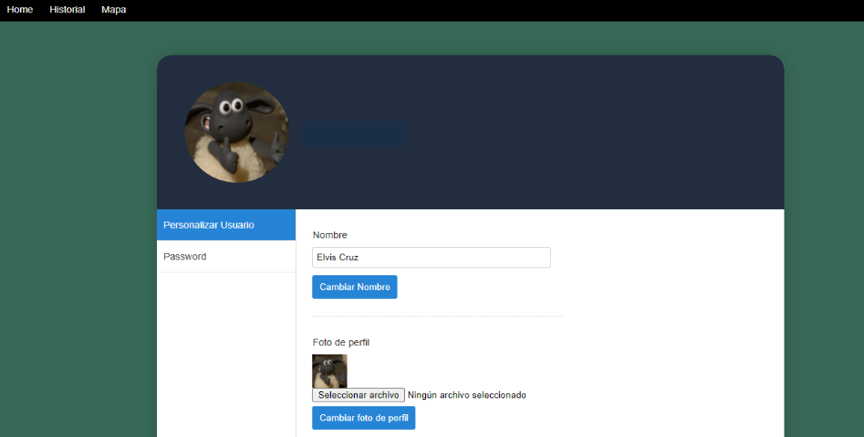 Home Historial Mapa
Personalizar Usuario
Password
Nombre
Elvis Cruz
Cambiar Nombre
Foto de perfil
Seleccionar archivo Ningún archivo seleccionado
Cambiar foto de perfil